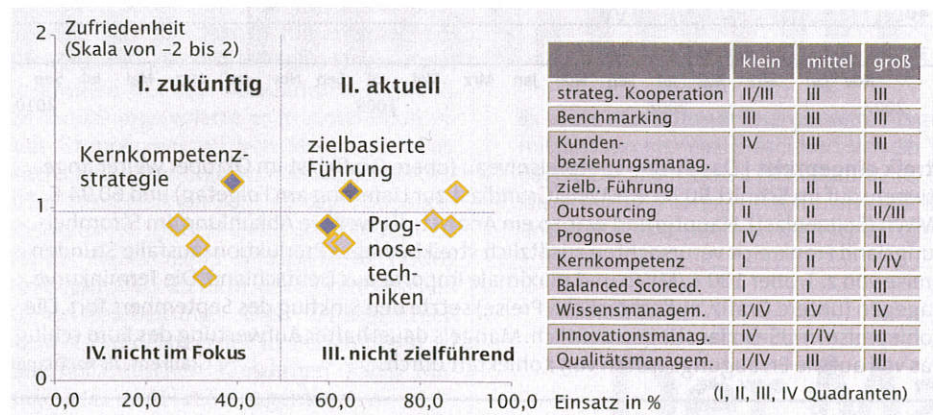 2
Zufriedenheit
(Skala von −2 bis 2)
I. zukünftig
II. aktuell
Kernkompetenz-
strategie
zielbasierte
Führung
1
Prog-
nose-
tech-
niken
IV. nicht im Fokus
III. nicht zielführend
0
0,0 20,0 40,0 60,0 80,0 100,0 Einsatz in %
klein mittel groß
strateg. Kooperation II/III III III
Benchmarking III III III
Kunden-
beziehungsmanag. IV III III
zielb. Führung I II II
Outsourcing II II II/III
Prognose IV II III
Kernkompetenz I I I/IV
Balanced Scorecd. I I III
Wissensmanagem. I/IV IV IV
Innovationsmanag. IV I/IV III
Qualitätsmanagem. I/IV III III
(I, II, III, IV Quadranten)